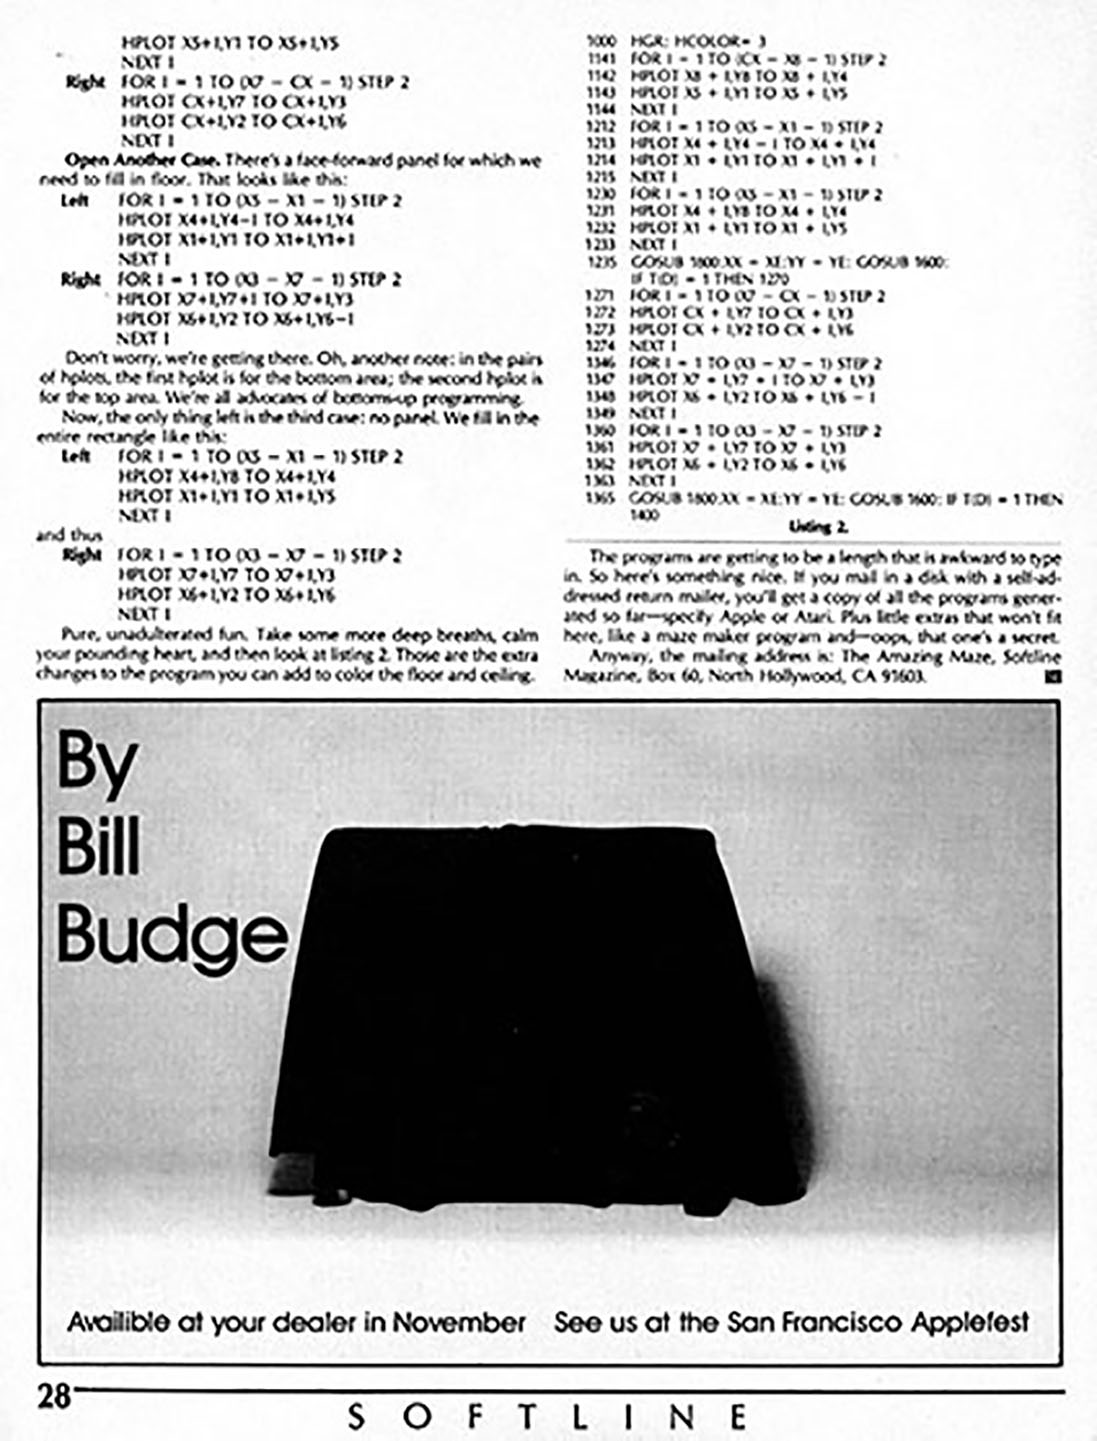 HPLOT X5+I,Y1 TO X5+I,Y5
NEXT I
Right FOR I = 1 TO (X7 - CX - 1) STEP 2
HPLOT CX+I,Y7 TO CX+I,Y3
HPLOT CX+I,Y2 TO CX+I,Y6
NEXT I
Open Another Case. There's a face-forward panel for which we
need to fill in floor. That looks like this:
Left FOR I = 1 TO (X5 - X1 - 1) STEP 2
HPLOT X4+I,Y4-I TO X4+I,Y4
HPLOT X1+I,Y1 TO X1+I,Y1+I
NEXT I
Right FOR I = 1 TO (X3 - X7 - 1) STEP 2
HPLOT X7+I,Y7+I TO X7+I,Y3
HPLOT X6+I,Y2 TO X6+I,Y6-I
NEXT I
Don't worry, we're getting there. Oh, another note: in the pairs
of hplots, the first hplot is for the bottom area; the second hplot is
for the top area. We're all advocates of bottoms-up programming.
Now, the only thing left is the third case: no panel. We fill in the
entire rectangle like this:
Left FOR I = 1 TO (X5 - X1 - 1) STEP 2
HPLOT X4+I,Y8 TO X4+I,Y4
HPLOT X1+I,Y1 TO X1+I,Y5
NEXT I
and thus
Right FOR I = 1 TO (X3 - X7 - 1) STEP 2
HPLOT X7+I,Y7 TO X7+I,Y3
HPLOT X6+I,Y2 TO X6+I,Y6
NEXT I
Pure, unadulterated fun. Take some more deep breaths, calm
your pounding heart, and then look at listing 2. Those are the extra
changes to the program you can add to color the floor and ceiling.
1000 HGR: HCOLOR= 3
1141 FOR I = 1 TO (CX - X8 - 1) STEP 2
1142 HPLOT X8 + I,Y8 TO X8 + I,Y4
1143 HPLOT X5 + I,Y1 TO X5 + I,Y5
1144 NEXT I
1212 FOR I = 1 TO (X5 - X1 - 1) STEP 2
1213 HPLOT X4 + I,Y4 - I TO X4 + I,Y4
1214 HPLOT X1 + I,Y1 TO X1 + I,Y1 + I
1215 NEXT I
1230 FOR I = 1 TO (X5 - X1 - 1) STEP 2
1231 HPLOT X4 + I,Y8 TO X4 + I,Y4
1232 HPLOT X1 + I,Y1 TO X1 + I,Y5
1233 NEXT I
1235 GOSUB 1800:XX = XE:YY = YE: GOSUB 1600:
IF T(D) = 1 THEN 1270
1271 FOR I = 1 TO (X7 - CX - 1) STEP 2
1272 HPLOT CX + I,Y7 TO CX + I,Y3
1273 HPLOT CX + I,Y2 TO CX + I,Y6
1274 NEXT I
1346 FOR I = 1 TO (X3 - X7 - 1) STEP 2
1347 HPLOT X7 + I,Y7 + I TO X7 + I,Y3
1348 HPLOT X6 + I,Y2 TO X6 + I,Y6 - I
1349 NEXT I
1360 FOR I = 1 TO (X3 - X7 - 1) STEP 2
1361 HPLOT X7 + I,Y7 TO X7 + I,Y3
1362 HPLOT X6 + I,Y2 TO X6 + I,Y6
1363 NEXT I
1365 GOSUB 1800:XX = XE:YY = YE: GOSUB 1600: IF T(D) = 1 THEN
1400
Listing 2.
The programs are getting to be a length that is awkward to type
in. So here's something nice. If you mail in a disk with a self-ad-
dressed return mailer, you'll get a copy of all the programs gener-
ated so far—specify Apple or Atari. Plus little extras that won't fit
here, like a maze maker program and—oops, that one's a secret.
Anyway, the mailing address is: The Amazing Maze, Softline
Magazine, Box 60, North Hollywood, CA 91603.
By
Bill
Budge
Availible at your dealer in November See us at the San Francisco Applefest
28
SOFTLINE